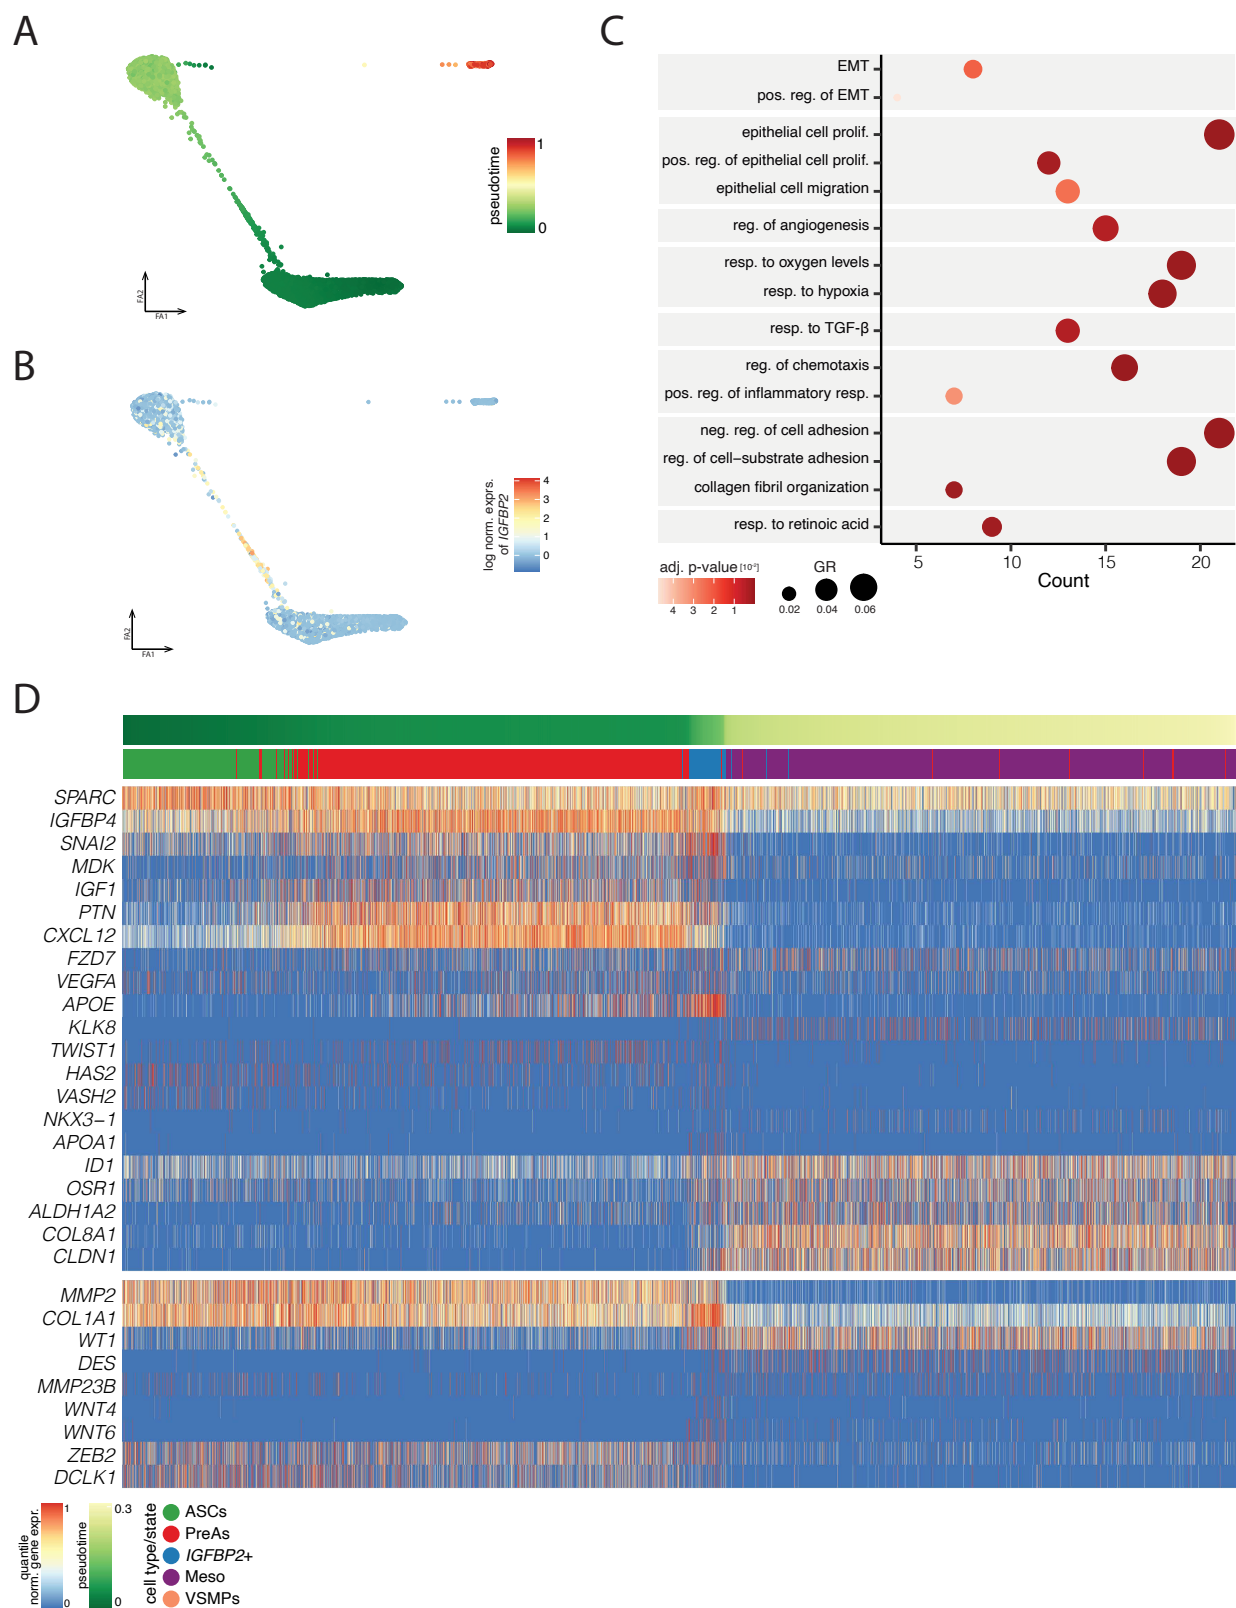 A
1
pseudotime
0
FA2
FA1
B
4
3
2
1
0
log norm. exprs.
of IGFBP2
FA2
FA1
C
EMT
pos. reg. of EMT
epithelial cell prolif.
pos. reg. of epithelial cell prolif.
epithelial cell migration
reg. of angiogenesis
resp. to oxygen levels
resp. to hypoxia
resp. to TGF-β
reg. of chemotaxis
pos. reg. of inflammatory resp.
neg. reg. of cell adhesion
reg. of cell−substrate adhesion
collagen fibril organization
resp. to retinoic acid
5 10 15 20
Count
adj. p-value [10⁻²]
4 3 2 1
GR
0.02 0.04 0.06
D
SPARC
IGFBP4
SNAI2
MDK
IGF1
PTN
CXCL12
FZD7
VEGFA
APOE
KLK8
TWIST1
HAS2
VASH2
NKX3−1
APOA1
ID1
OSR1
ALDH1A2
COL8A1
CLDN1
MMP2
COL1A1
WT1
DES
MMP23B
WNT4
WNT6
ZEB2
DCLK1
quantile
norm. gene expr.
1
0
pseudotime
0.3
0
cell type/state
ASCs
PreAs
IGFBP2+
Meso
VSMPs